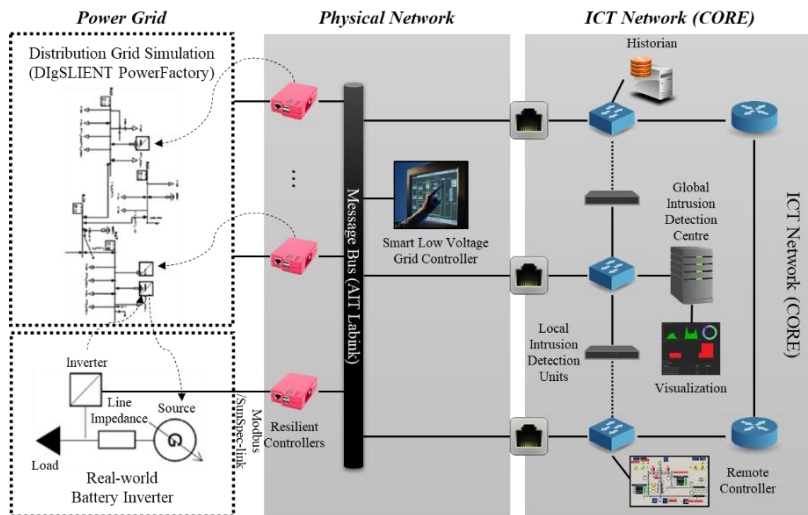 Power Grid
Physical Network
ICT Network (CORE)
Distribution Grid Simulation
(DIgSLIENT PowerFactory)
Historian
...
Message Bus (AIT Labink)
Smart Low Voltage
Grid Controller
Global
Intrusion
Detection
Centre
ICT Network (CORE)
Local
Intrusion
Detection
Units
Visualization
Inverter
Line
Impedance
Source
G
Load
Real-world
Battery Inverter
Modbus
/SunSpec-link
Resilient
Controllers
Remote
Controller